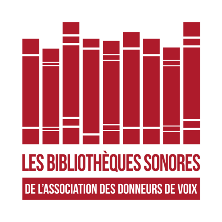 LES BIBLIOTHÈQUES SONORES
DE L'ASSOCIATION DES DONNEURS DE VOIX